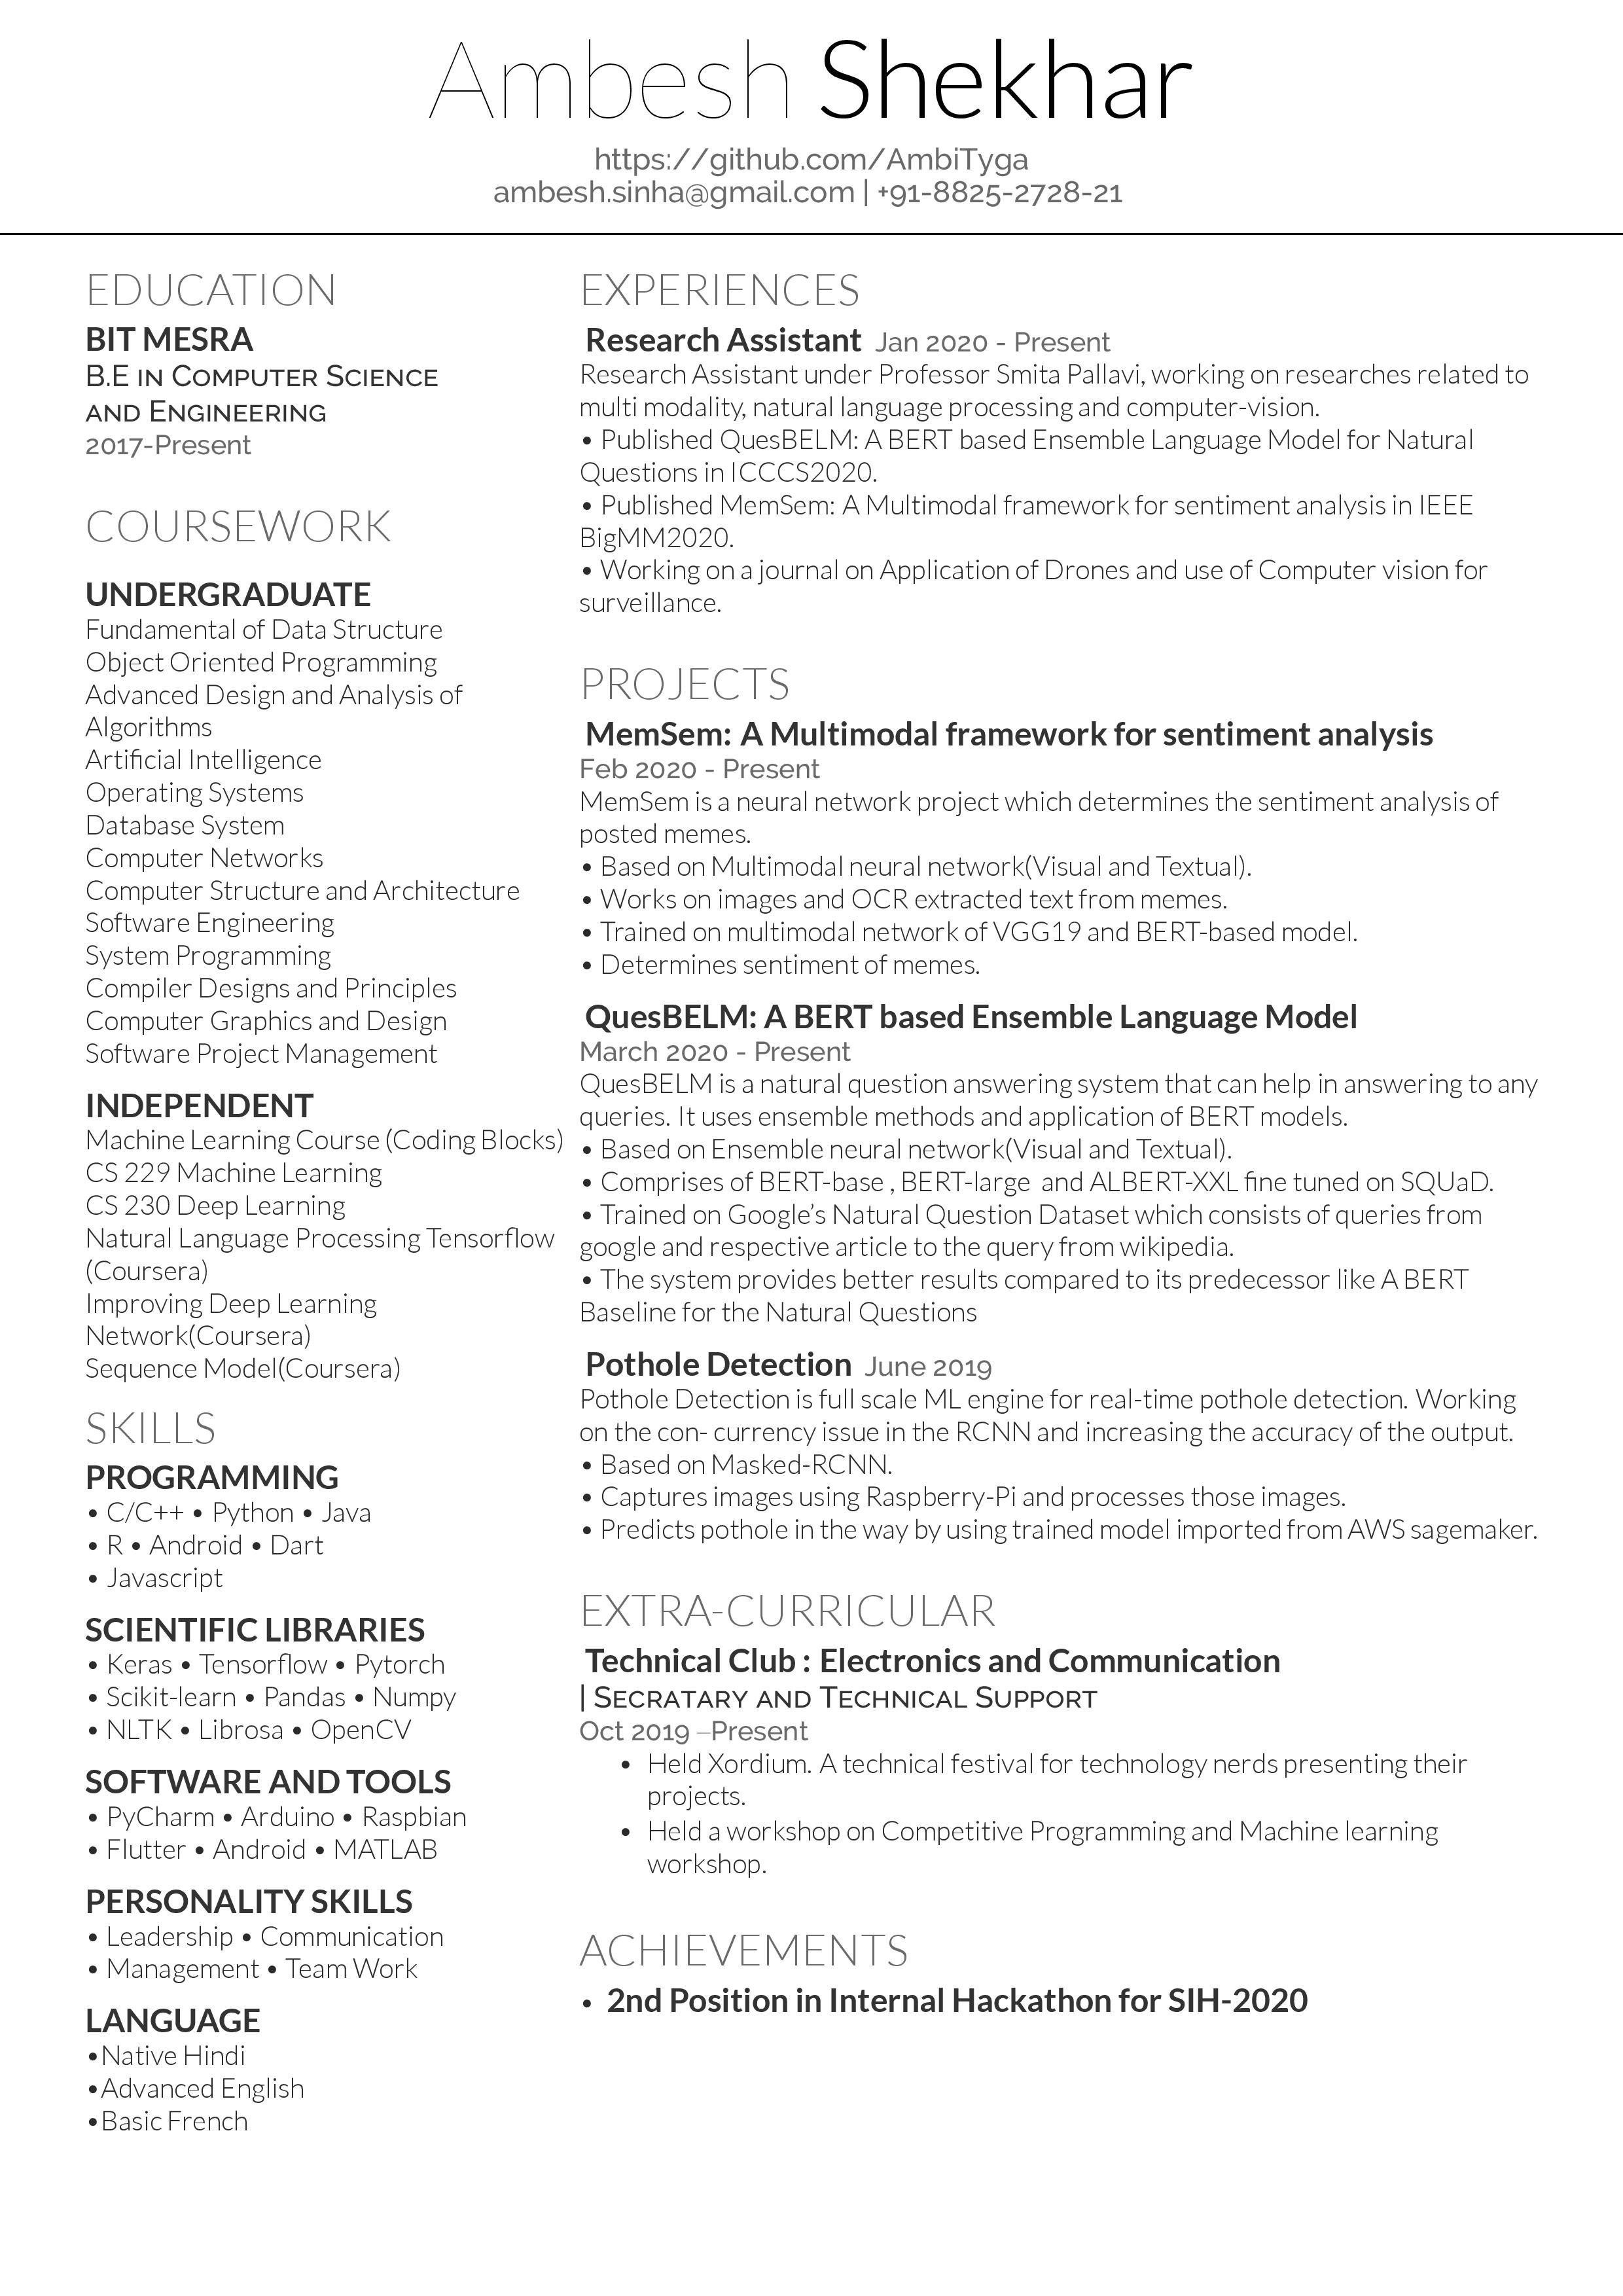 Ambesh Shekhar
https://github.com/AmbiTyga
ambesh.sinha@gmail.com | +91-8825-2728-21
EDUCATION
BIT MESRA
B.E in Computer Science
and Engineering
2017-Present
COURSEWORK
UNDERGRADUATE
Fundamental of Data Structure
Object Oriented Programming
Advanced Design and Analysis of
Algorithms
Artificial Intelligence
Operating Systems
Database System
Computer Networks
Computer Structure and Architecture
Software Engineering
System Programming
Compiler Designs and Principles
Computer Graphics and Design
Software Project Management
INDEPENDENT
Machine Learning Course (Coding Blocks)
CS 229 Machine Learning
CS 230 Deep Learning
Natural Language Processing Tensorflow
(Coursera)
Improving Deep Learning
Network(Coursera)
Sequence Model(Coursera)
SKILLS
PROGRAMMING
• C/C++ • Python • Java
• R • Android • Dart
• Javascript
SCIENTIFIC LIBRARIES
• Keras • Tensorflow • Pytorch
• Scikit-learn • Pandas • Numpy
• NLTK • Librosa • OpenCV
SOFTWARE AND TOOLS
• PyCharm • Arduino • Raspbian
• Flutter • Android • MATLAB
PERSONALITY SKILLS
• Leadership • Communication
• Management • Team Work
LANGUAGE
•Native Hindi
•Advanced English
•Basic French
EXPERIENCES
Research Assistant Jan 2020 - Present
Research Assistant under Professor Smita Pallavi, working on researches related to
multi modality, natural language processing and computer-vision.
• Published QuesBELM: A BERT based Ensemble Language Model for Natural
Questions in ICCCS2020.
• Published MemSem: A Multimodal framework for sentiment analysis in IEEE
BigMM2020.
• Working on a journal on Application of Drones and use of Computer vision for
surveillance.
PROJECTS
MemSem: A Multimodal framework for sentiment analysis
Feb 2020 - Present
MemSem is a neural network project which determines the sentiment analysis of
posted memes.
• Based on Multimodal neural network(Visual and Textual).
• Works on images and OCR extracted text from memes.
• Trained on multimodal network of VGG19 and BERT-based model.
• Determines sentiment of memes.
QuesBELM: A BERT based Ensemble Language Model
March 2020 - Present
QuesBELM is a natural question answering system that can help in answering to any
queries. It uses ensemble methods and application of BERT models.
• Based on Ensemble neural network(Visual and Textual).
• Comprises of BERT-base , BERT-large and ALBERT-XXL fine tuned on SQUaD.
• Trained on Google's Natural Question Dataset which consists of queries from
google and respective article to the query from wikipedia.
• The system provides better results compared to its predecessor like A BERT
Baseline for the Natural Questions
Pothole Detection June 2019
Pothole Detection is full scale ML engine for real-time pothole detection. Working
on the con- currency issue in the RCNN and increasing the accuracy of the output.
• Based on Masked-RCNN.
• Captures images using Raspberry-Pi and processes those images.
• Predicts pothole in the way by using trained model imported from AWS sagemaker.
EXTRA-CURRICULAR
Technical Club : Electronics and Communication
| Secratary and Technical Support
Oct 2019 –Present
• Held Xordium. A technical festival for technology nerds presenting their
projects.
• Held a workshop on Competitive Programming and Machine learning
workshop.
ACHIEVEMENTS
• 2nd Position in Internal Hackathon for SIH-2020